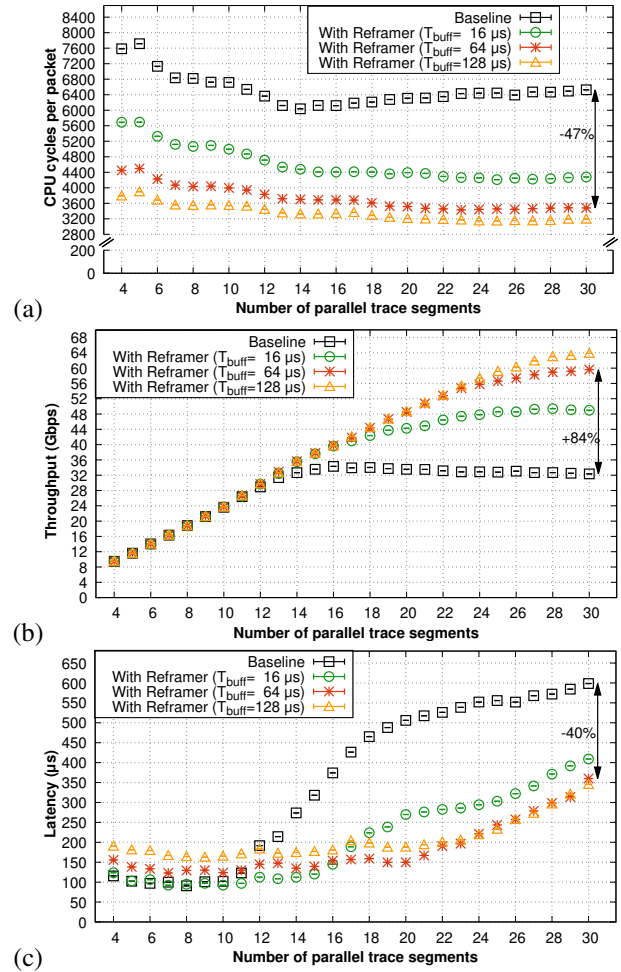 8400
8000
7600
7200
6800
6400
6000
5600
5200
4800
4400
4000
3600
3200
2800
200
0
CPU cycles per packet
Baseline
With Reframer (Tbuff= 16 μs)
With Reframer (Tbuff= 64 μs)
With Reframer (Tbuff=128 μs)
-47%
4 6 8 10 12 14 16 18 20 22 24 26 28 30
Number of parallel trace segments
(a)
68
64
60
56
52
48
44
40
36
32
28
24
20
16
12
8
4
0
Throughput (Gbps)
Baseline
With Reframer (Tbuff= 16 μs)
With Reframer (Tbuff= 64 μs)
With Reframer (Tbuff=128 μs)
+84%
4 6 8 10 12 14 16 18 20 22 24 26 28 30
Number of parallel trace segments
(b)
650
600
550
500
450
400
350
300
250
200
150
100
50
0
Latency (μs)
Baseline
With Reframer (Tbuff= 16 μs)
With Reframer (Tbuff= 64 μs)
With Reframer (Tbuff=128 μs)
-40%
4 6 8 10 12 14 16 18 20 22 24 26 28 30
Number of parallel trace segments
(c)